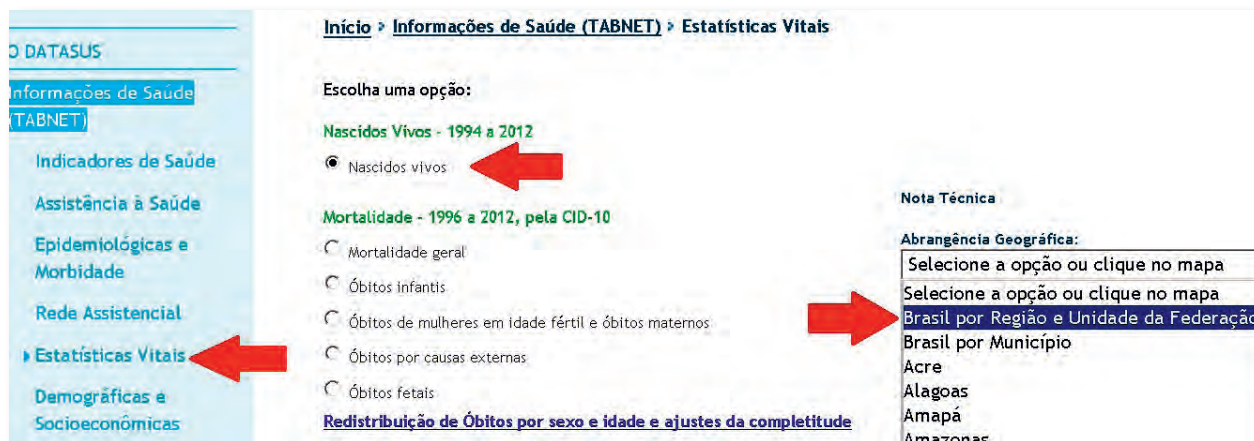 O DATASUS
Informações de Saúde
(TABNET)
Indicadores de Saúde
Assistência à Saúde
Epidemiológicas e
Morbidade
Rede Assistencial
Estatísticas Vitais
Demográficas e
Socioeconômicas
Início > Informações de Saúde (TABNET) > Estatísticas Vitais
Escolha uma opção:
Nascidos Vivos - 1994 a 2012
Nascidos vivos
Mortalidade - 1996 a 2012, pela CID-10
Mortalidade geral
Óbitos infantis
Óbitos de mulheres em idade fértil e óbitos maternos
Óbitos por causas externas
Óbitos fetais
Redistribuição de Óbitos por sexo e idade e ajustes da completitude
Nota Técnica
Abrangência Geográfica:
Selecione a opção ou clique no mapa
Selecione a opção ou clique no mapa
Brasil por Região e Unidade da Federação
Brasil por Município
Acre
Alagoas
Amapá
Amazonas